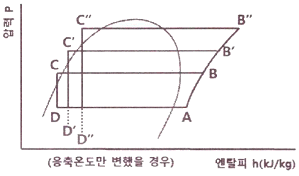 압력 P
C" B"
C' B'
C B
D A
D' D"
(응축온도만 변했을 경우) 엔탈피 h(kJ/kg)